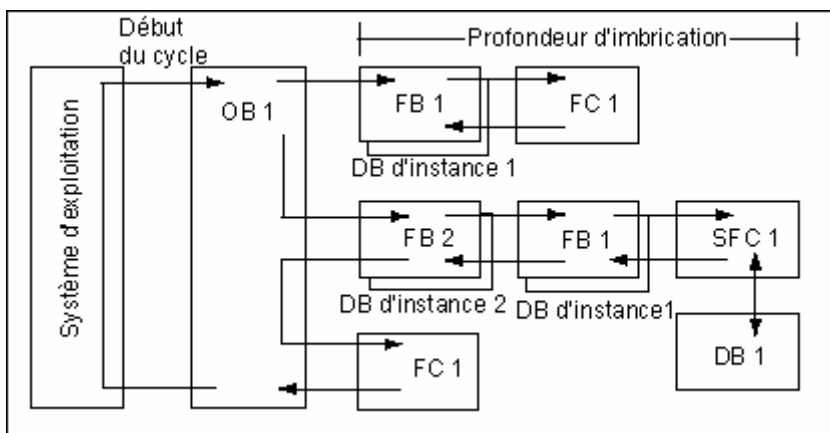 Début
du cycle
Profondeur d'imbrication
Système d'exploitation
OB 1
FB 1
FC 1
DB d'instance 1
FB 2
FB 1
SFC 1
DB d'instance 2
DB d'instance1
FC 1
DB 1